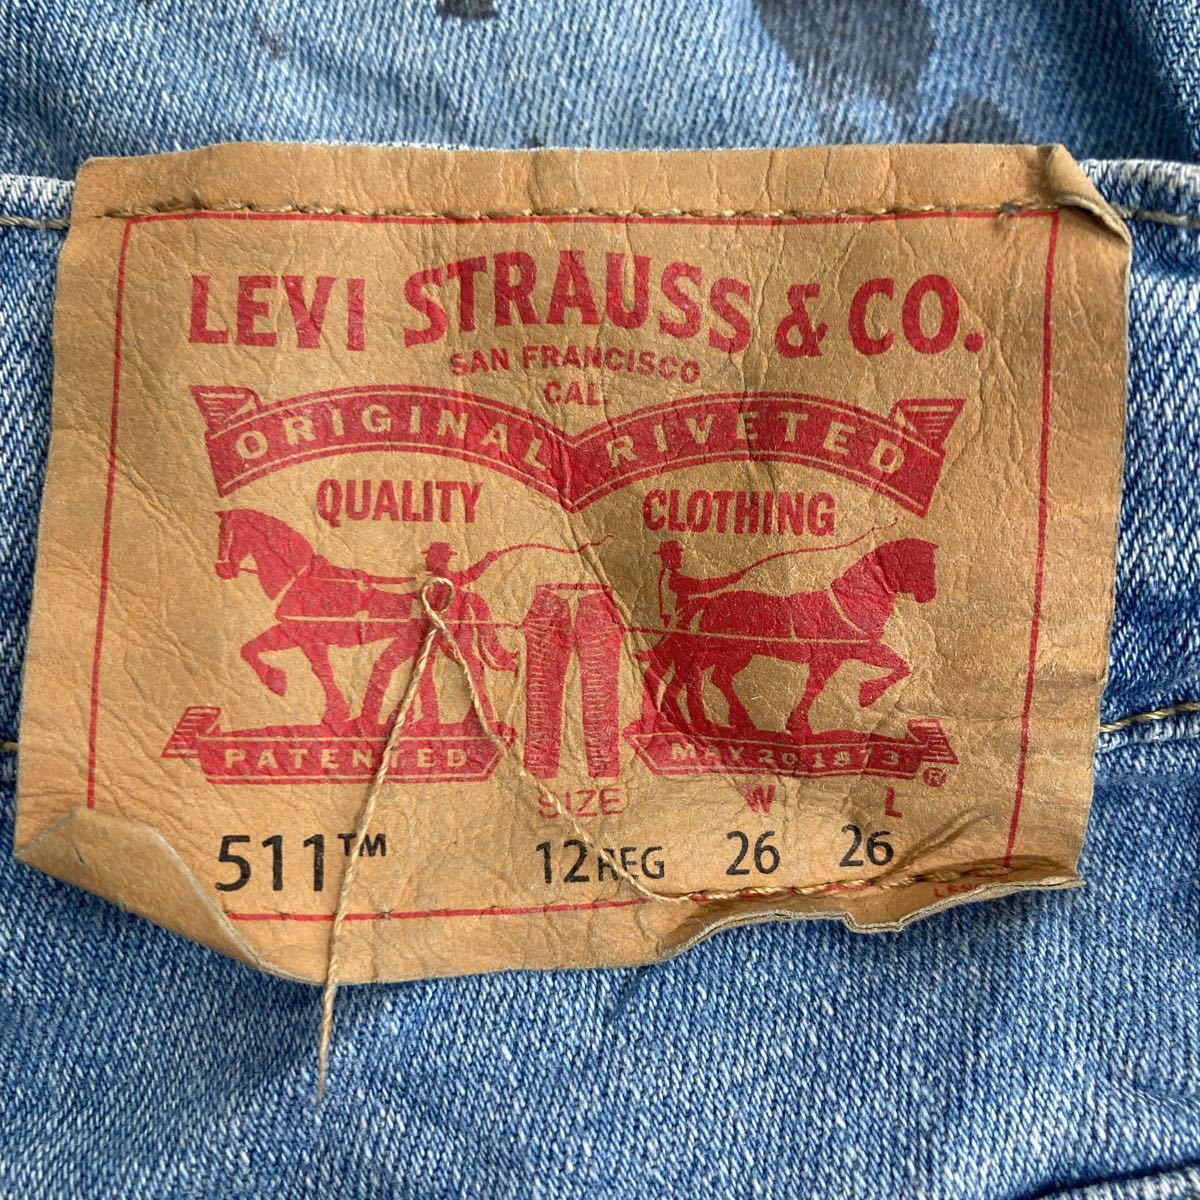 LEVI STRAUSS & CO.
SAN FRANCISCO
CAL.
ORIGINAL RIVETED
QUALITY CLOTHING
PATENTED MAY 20 1873 ®
SIZE W L
511™ 12 REG 26 26